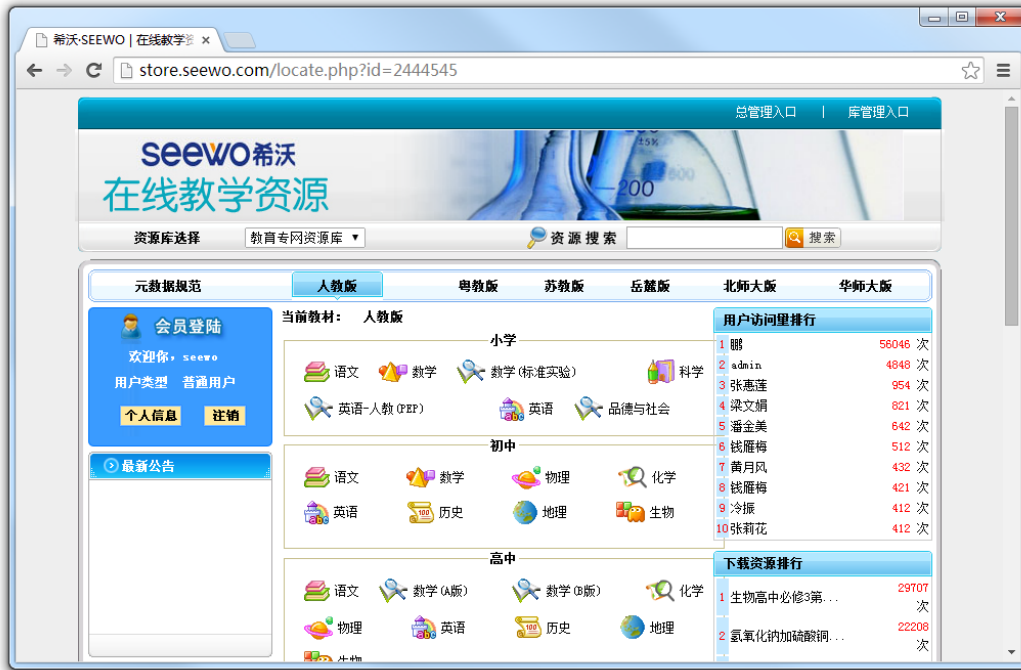 希沃·SEEWO | 在线教学资
store.seewo.com/locate.php?id=2444545
总管理入口 | 库管理入口
seewo希沃
在线教学资源
15%
200
600
资源库选择 教育专网资源库 资源搜索 搜索
元数据规范 人教版 粤教版 苏教版 岳麓版 北师大版 华师大版
会员登陆
欢迎你，seewo
用户类型 普通用户
个人信息 注销
最新公告
当前教材： 人教版
小学
语文 数学 数学(标准实验) 科学
英语-人教(PEP) 英语 品德与社会
初中
语文 数学 物理 化学
英语 历史 地理 生物
高中
语文 数学(A版) 数学(B版) 化学
物理 英语 历史 地理
生物
用户访问量排行
1 鹏 56046 次
2 admin 4848 次
3 张惠莲 954 次
4 梁文娟 821 次
5 潘金美 642 次
6 钱雁梅 512 次
7 黄月风 432 次
8 钱雁梅 421 次
9 冷振 412 次
10 张莉花 412 次
下载资源排行
1 生物高中必修3第... 29707 次
2 氢氧化钠加硫酸铜... 22208 次